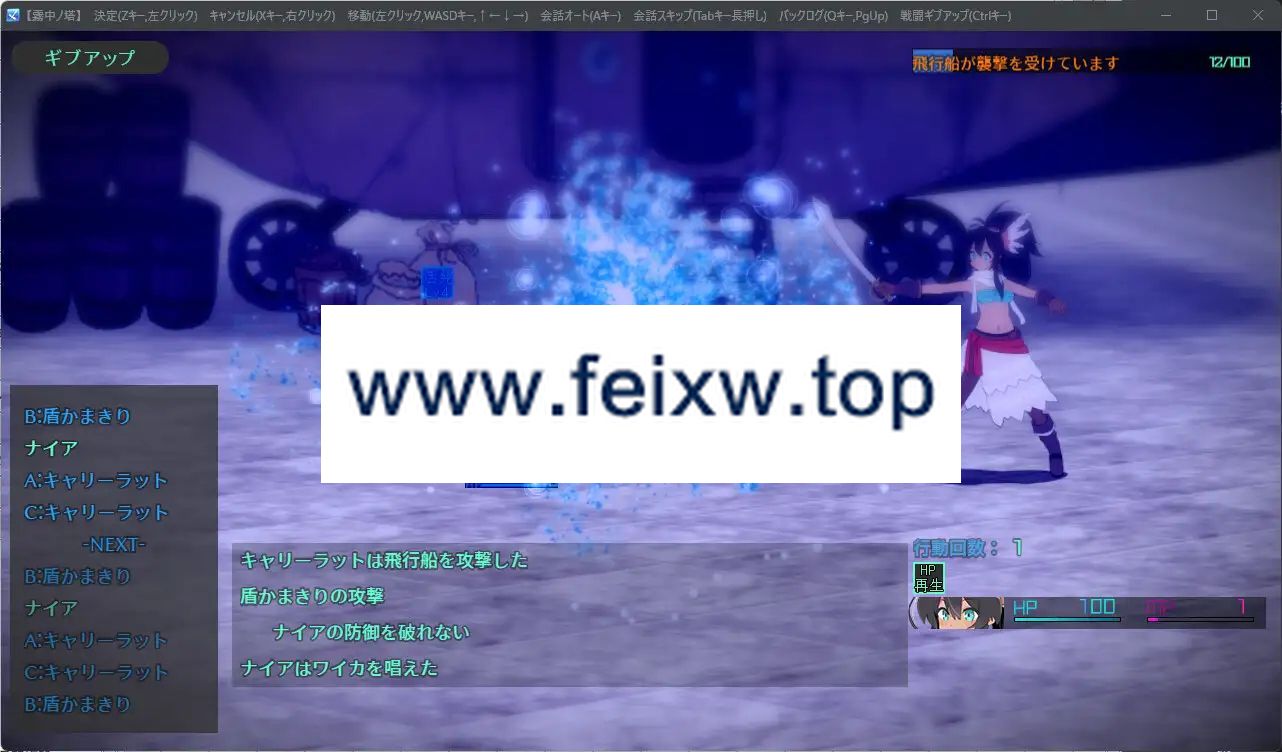 【霧中ノ塔】 決定(Zキー,左クリック) キャンセル(Xキー,右クリック) 移動(左クリック,WASDキー,↑←↓→) 会話オート(Aキー) 会話スキップ(Tabキー長押し) バックログ(Qキー,PgUp) 戦闘ギブアップ(Ctrlキー)
ギブアップ
飛行船が襲撃を受けています 12/100
www.feixw.top
B:盾かまきり
ナイア
A:キャリーラット
C:キャリーラット
-NEXT-
B:盾かまきり
ナイア
A:キャリーラット
C:キャリーラット
B:盾かまきり
キャリーラットは飛行船を攻撃した
盾かまきりの攻撃
ナイアの防御を破れない
ナイアはワイカを唱えた
行動回数： 1
HP
再生
HP 100 1